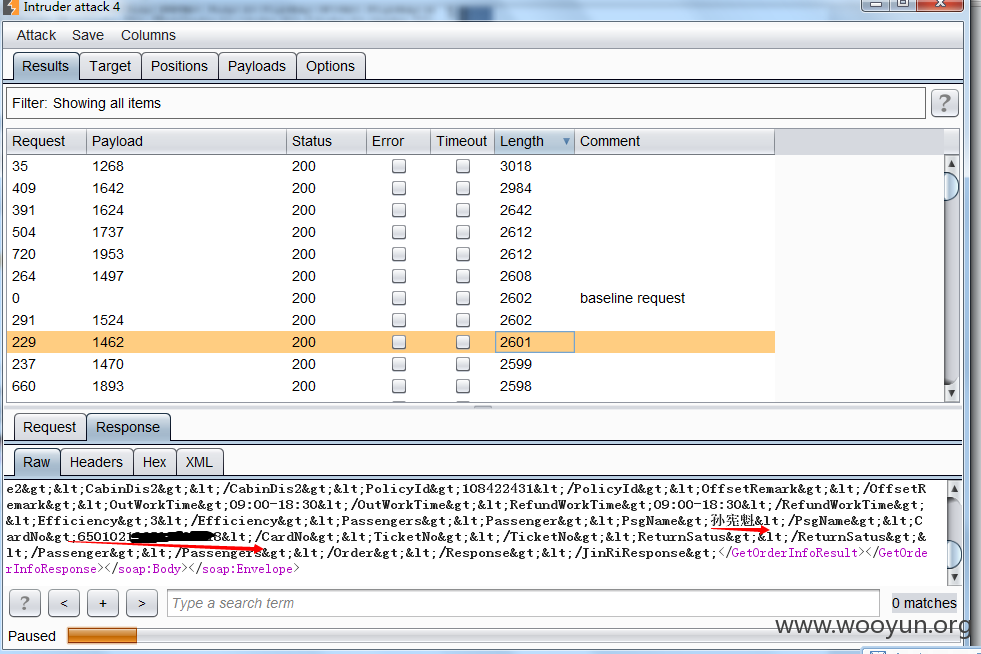 Intruder attack 4
Attack Save Columns
Results Target Positions Payloads Options
Filter: Showing all items ?
Request Payload Status Error Timeout Length Comment
35 1268 200 3018
409 1642 200 2984
391 1624 200 2642
504 1737 200 2612
720 1953 200 2612
264 1497 200 2608
0 200 2602 baseline request
291 1524 200 2602
229 1462 200 2601
237 1470 200 2599
660 1893 200 2598
Request Response
Raw Headers Hex XML
e2&gt;&lt;CabinDis2&gt;&lt;/CabinDis2&gt;&lt;PolicyId&gt;108422431&lt;/PolicyId&gt;&lt;OffsetRemark&gt;&lt;/OffsetR
emark&gt;&lt;OutWorkTime&gt;09:00-18:30&lt;/OutWorkTime&gt;&lt;RefundWorkTime&gt;09:00-18:30&lt;/RefundWorkTime&gt;
&lt;Efficiency&gt;3&lt;/Efficiency&gt;&lt;Passengers&gt;&lt;Passenger&gt;&lt;PsgName&gt;孙宪魁&lt;/PsgName&gt;&lt;C
ardNo&gt;6501021 8&lt;/CardNo&gt;&lt;TicketNo&gt;&lt;/TicketNo&gt;&lt;ReturnSatus&gt;&lt;/ReturnSatus&gt;&
lt;/Passenger&gt;&lt;/Passengers&gt;&lt;/Order&gt;&lt;/Response&gt;&lt;/JinRiResponse&gt;</GetOrderInfoResult></GetOrde
rInfoResponse></soap:Body></soap:Envelope>
? < + > Type a search term 0 matches
www.wooyun.org
Paused